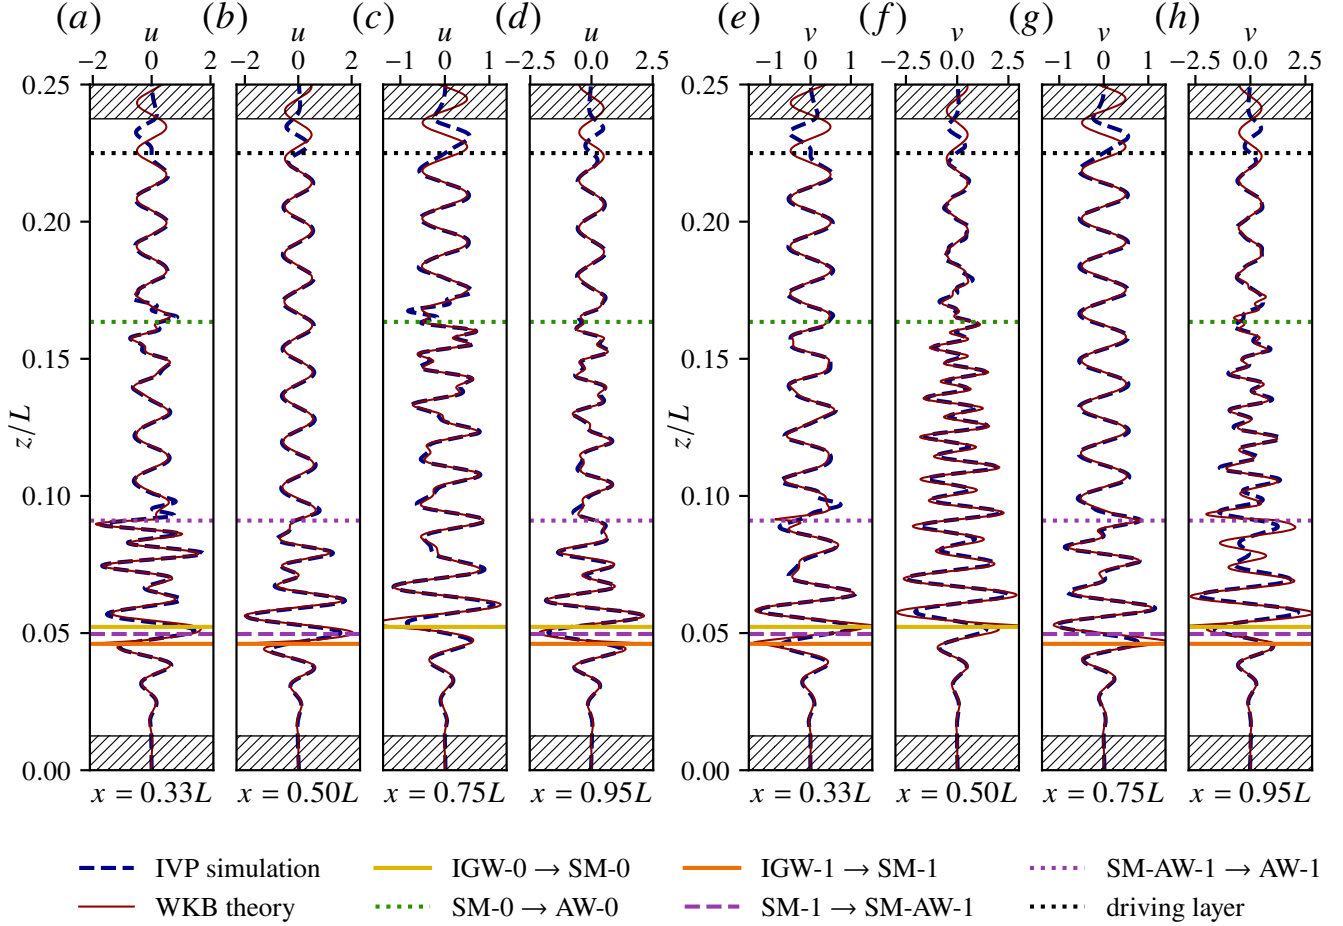 (a) (b) (c) (d) (e) (f) (g) (h)
u u u u v v v v
−2 0 2 −2 0 2 −1 0 1 −2.5 0.0 2.5 −1 0 1 −2.5 0.0 2.5 −1 0 1 −2.5 0.0 2.5
0.25 0.25
0.20 0.20
0.15 0.15
z/L z/L
0.10 0.10
0.05 0.05
0.00 0.00
x = 0.33L x = 0.50L x = 0.75L x = 0.95L x = 0.33L x = 0.50L x = 0.75L x = 0.95L
IVP simulation IGW-0 → SM-0 IGW-1 → SM-1 SM-AW-1 → AW-1
WKB theory SM-0 → AW-0 SM-1 → SM-AW-1 driving layer